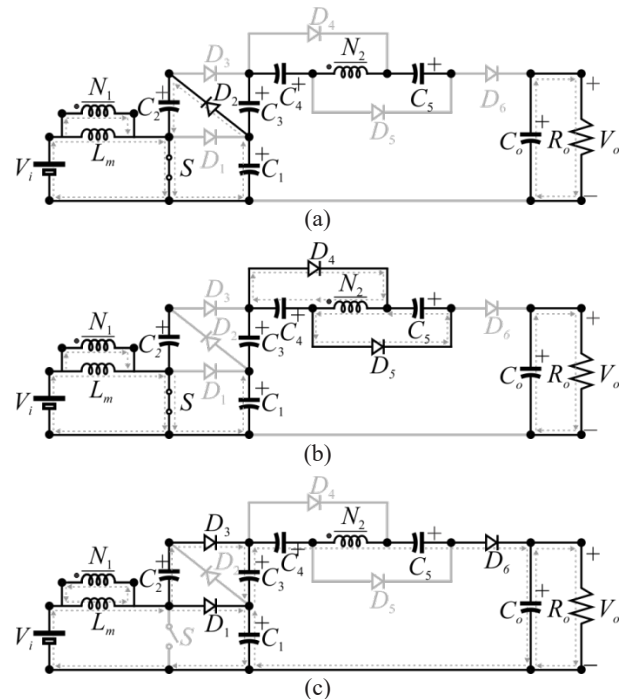 D4
N1 D3 N2
C2 + D2 C3 + C4 + C5 + D6 +
Lm D1 D5
Vi S C1 + Co + Ro Vo
−
(a)
D4
N1 D3 N2
C2 + D2 C3 + C4 + C5 + D6 +
Lm D1 D5
Vi S C1 + Co + Ro Vo
−
(b)
D4
N1 D3 N2
C2 + D2 C3 + C4 + C5 + D6 +
Lm D1 D5
Vi S C1 + Co + Ro Vo
−
(c)